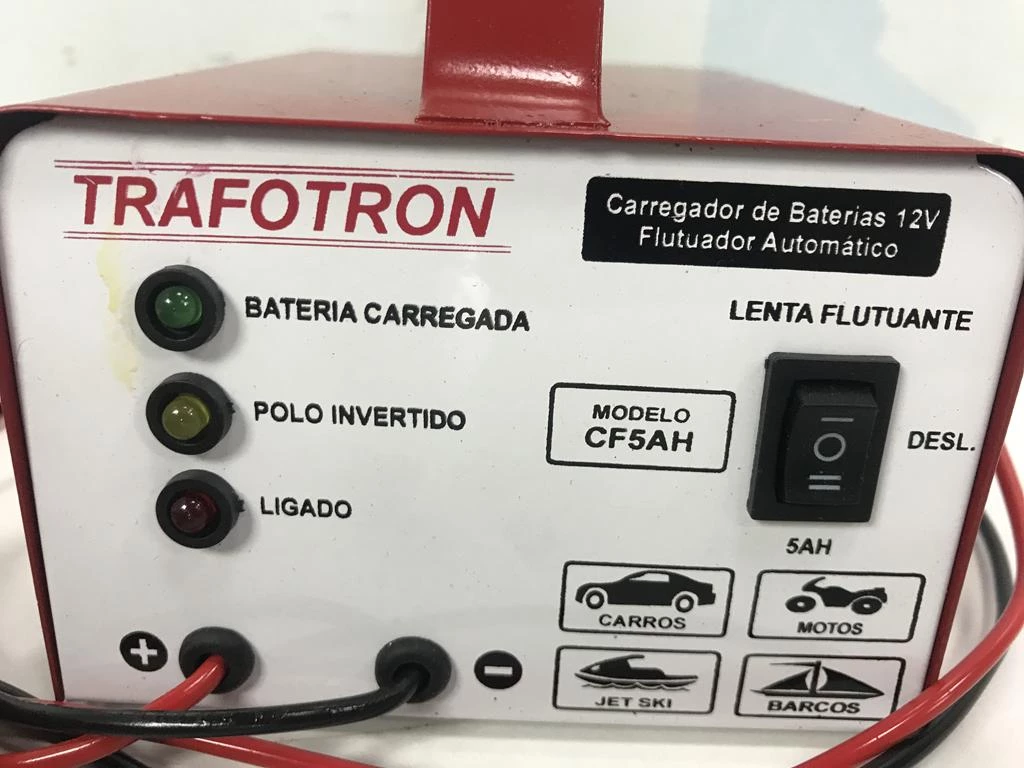 TRAFOTRON
Carregador de Baterias 12V
Flutuador Automático
BATERIA CARREGADA
LENTA FLUTUANTE
POLO INVERTIDO
MODELO
CF5AH
I
O
II
DESL.
LIGADO
5AH
CARROS
MOTOS
+
-
JET SKI
BARCOS